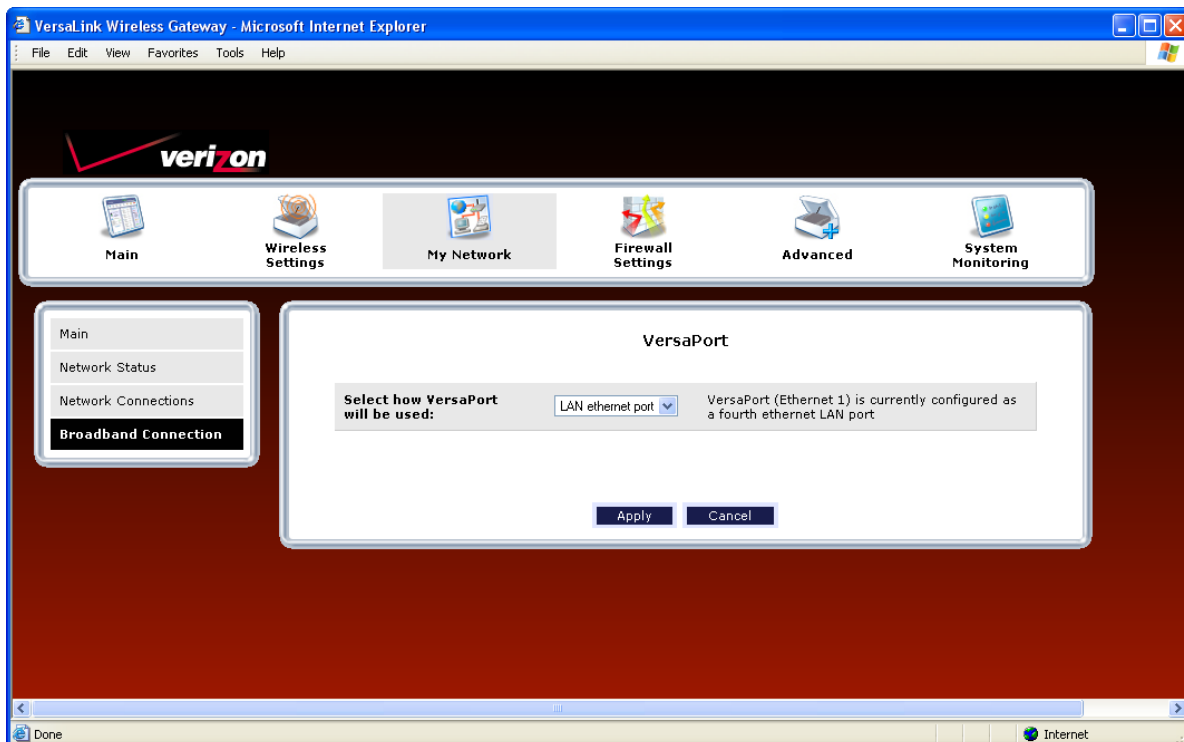 VersaLink Wireless Gateway - Microsoft Internet Explorer
File Edit View Favorites Tools Help
verizon
Main
Wireless
Settings
My Network
Firewall
Settings
Advanced
System
Monitoring
Main
Network Status
Network Connections
Broadband Connection
VersaPort
Select how VersaPort
will be used:
LAN ethernet port
VersaPort (Ethernet 1) is currently configured as
a fourth ethernet LAN port
Apply
Cancel
Done
Internet